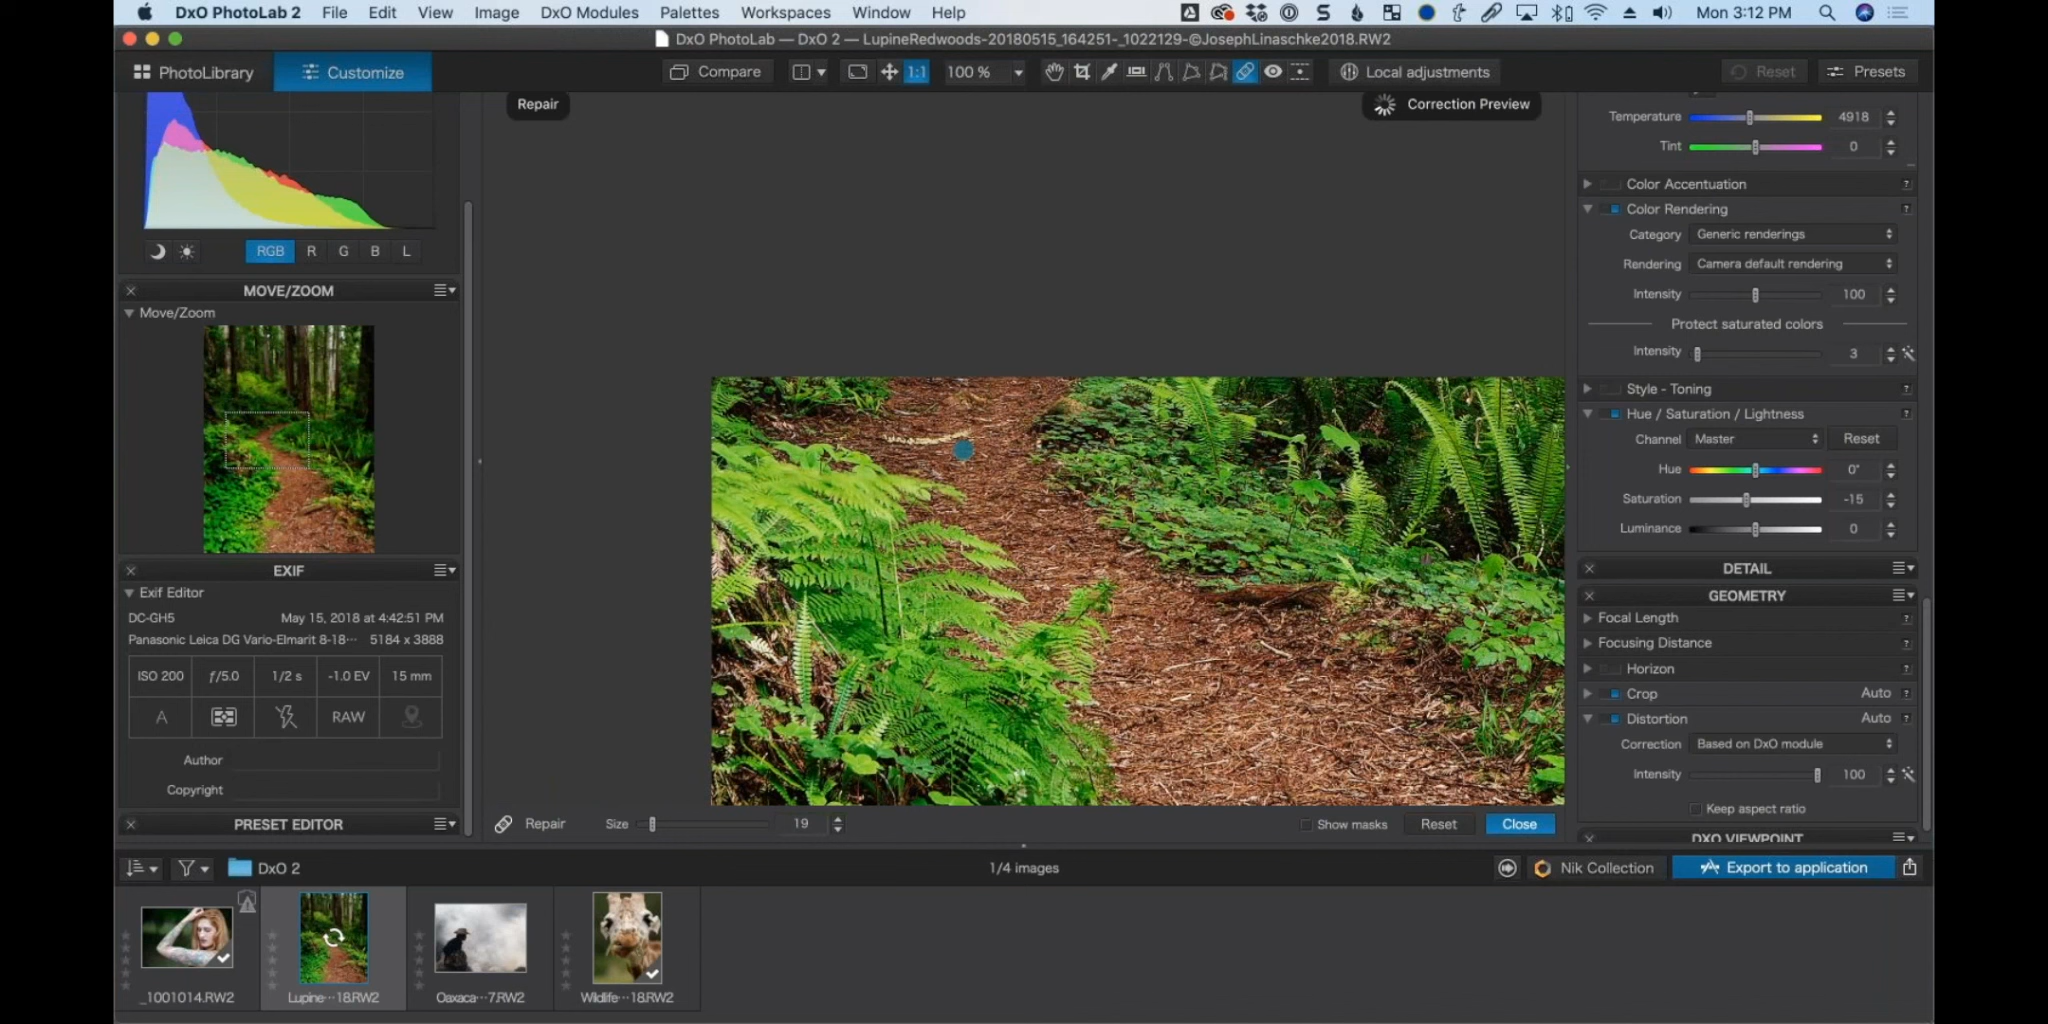 DxO PhotoLab 2 File Edit View Image DxO Modules Palettes Workspaces Window Help Mon 3:12 PM
DxO PhotoLab — DxO 2 — LupineRedwoods-20180515_164251-_1022129-©JosephLinaschke2018.RW2
PhotoLibrary Customize Compare 1:1 100 % Local adjustments Reset Presets
Repair Correction Preview
Temperature 4918
Tint 0
Color Accentuation ?
Color Rendering ?
Category Generic renderings
Rendering Camera default rendering
Intensity 100
Protect saturated colors
Intensity 3
Style - Toning ?
Hue / Saturation / Lightness ?
Channel Master Reset
Hue 0°
Saturation -15
Luminance 0
DETAIL
GEOMETRY
Focal Length ?
Focusing Distance ?
Horizon ?
Crop Auto ?
Distortion Auto ?
Correction Based on DxO module
Intensity 100
Keep aspect ratio
DXO VIEWPOINT
RGB R G B L
MOVE/ZOOM
Move/Zoom
EXIF
Exif Editor
DC-GH5 May 15, 2018 at 4:42:51 PM
Panasonic Leica DG Vario-Elmarit 8-18··· 5184 x 3888
ISO 200 ƒ/5.0 1/2 s -1.0 EV 15 mm
A RAW
Author
Copyright
PRESET EDITOR
Repair Size 19 Show masks Reset Close
DxO 2 1/4 images Nik Collection Export to application
_1001014.RW2 Lupine···18.RW2 Oaxaca···7.RW2 Wildlife···18.RW2